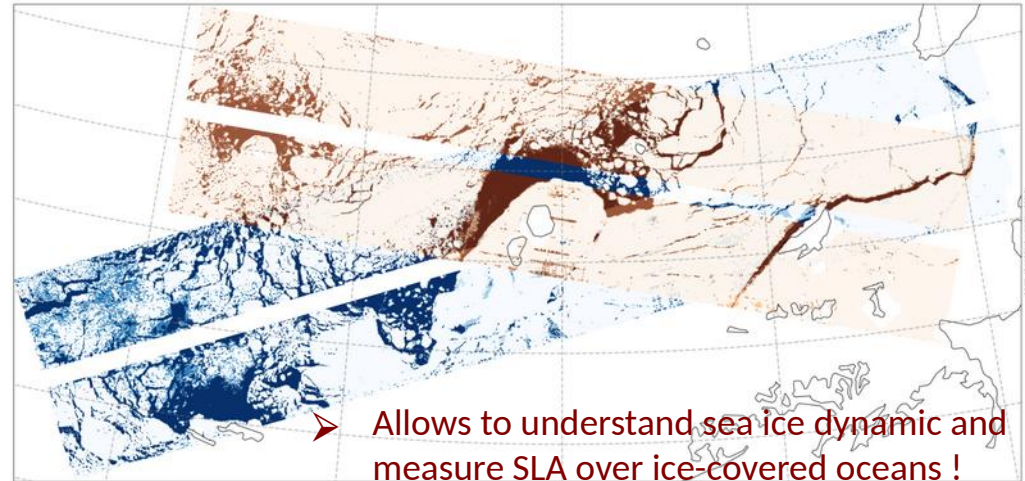 ➢ Allows to understand sea ice dynamic and
measure SLA over ice-covered oceans !